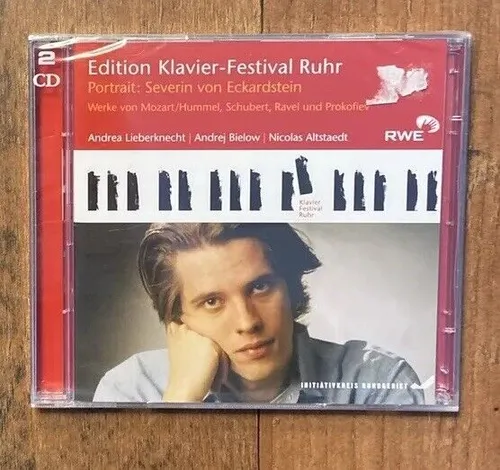 2
CD
Edition Klavier-Festival Ruhr
Portrait: Severin von Eckardstein
Werke von Mozart/Hummel, Schubert, Ravel und Prokofiev
Andrea Lieberknecht | Andrej Bielow | Nicolas Altstaedt
RWE
Klavier
Festival
Ruhr
INITIATIVKREIS RUHRGEBIET